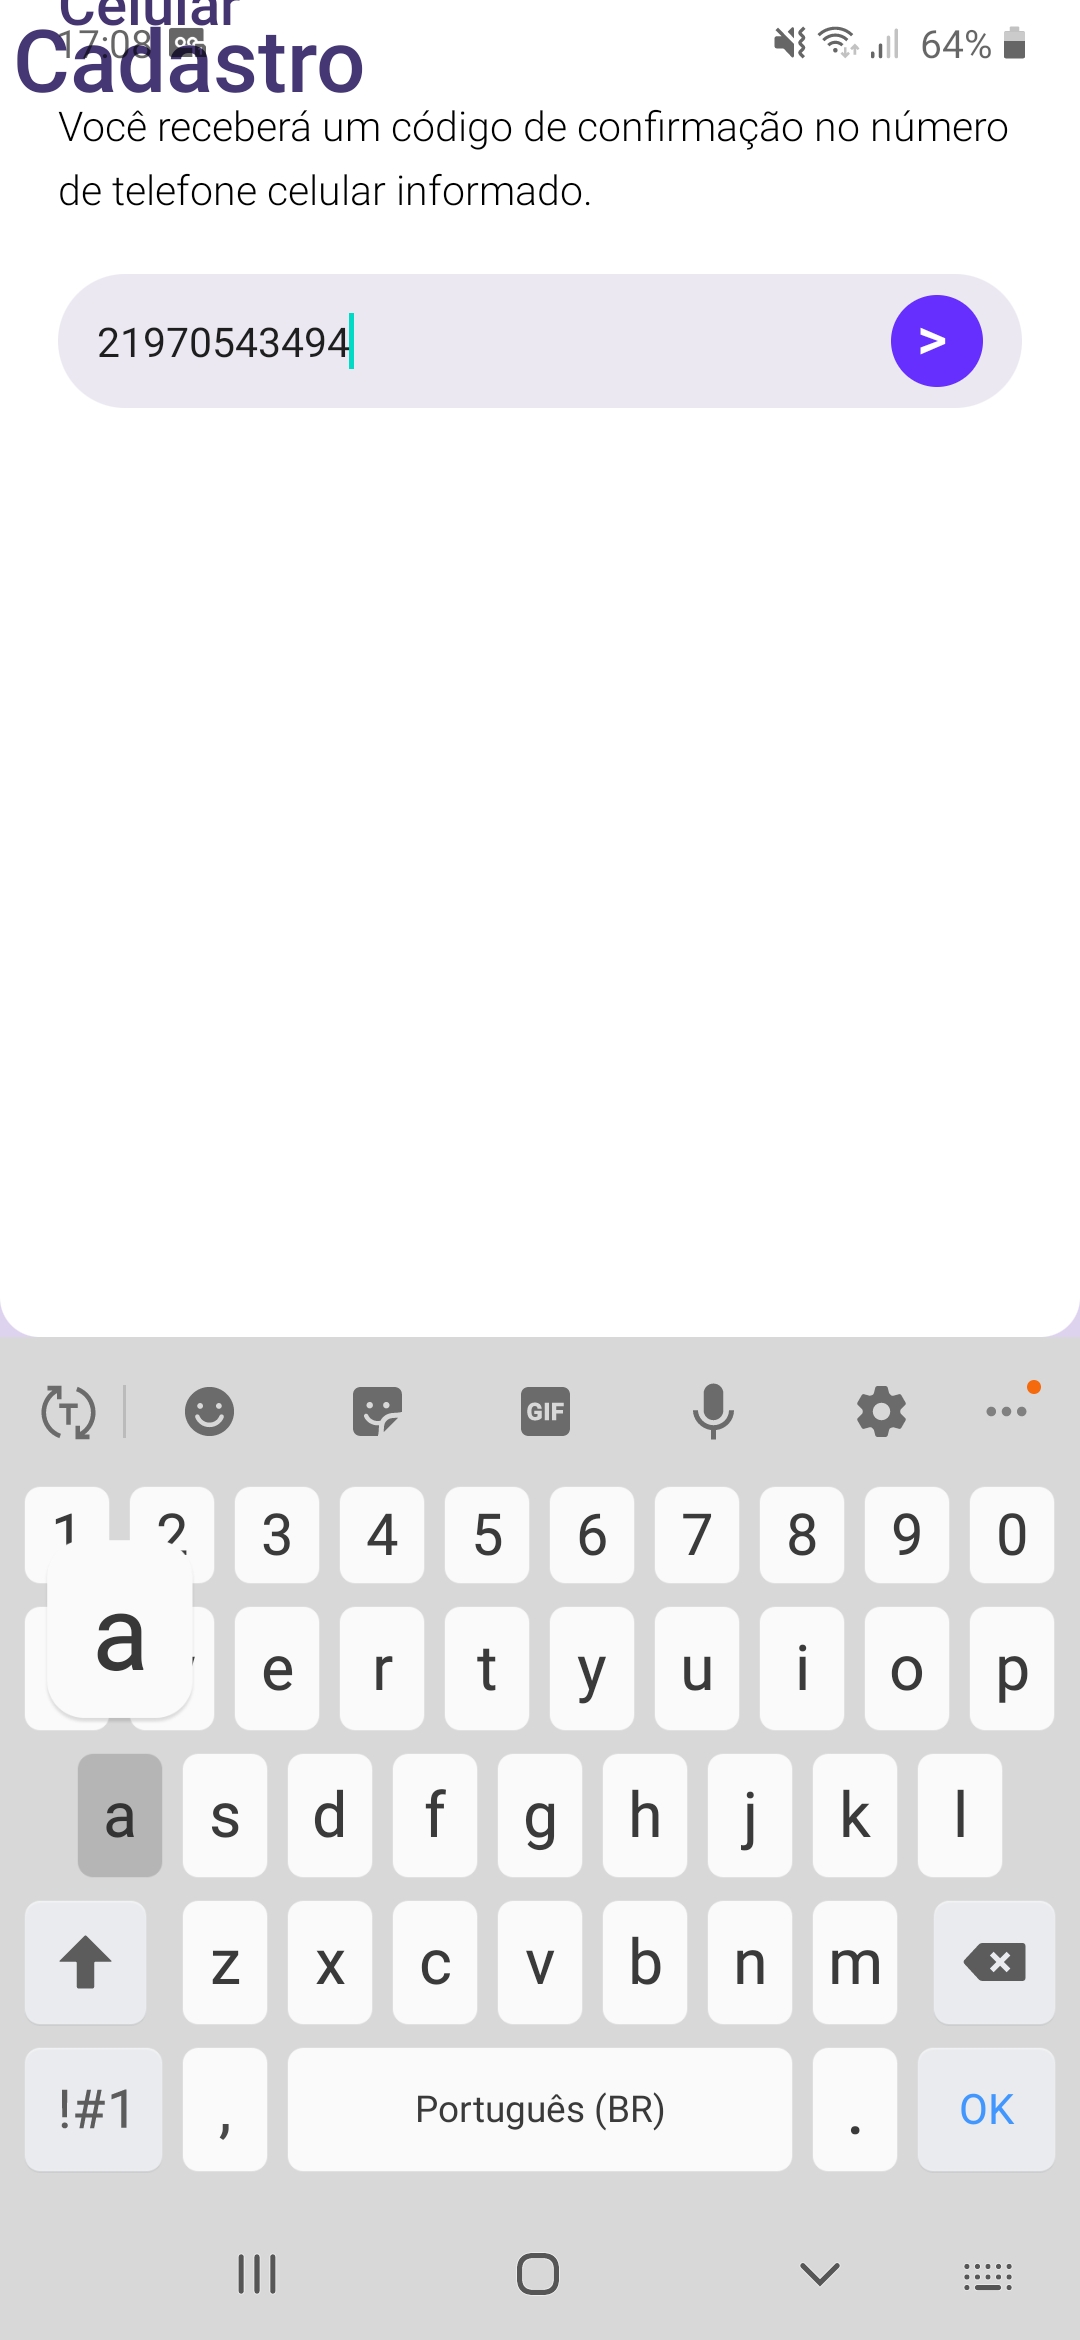 Celular
17:08
64%
Cadastro
Você receberá um código de confirmação no número
de telefone celular informado.
21970543494
>
T
GIF
1 2 3 4 5 6 7 8 9 0
a
e r t y u i o p
a s d f g h j k l
z x c v b n m
!#1 , Português (BR) . OK